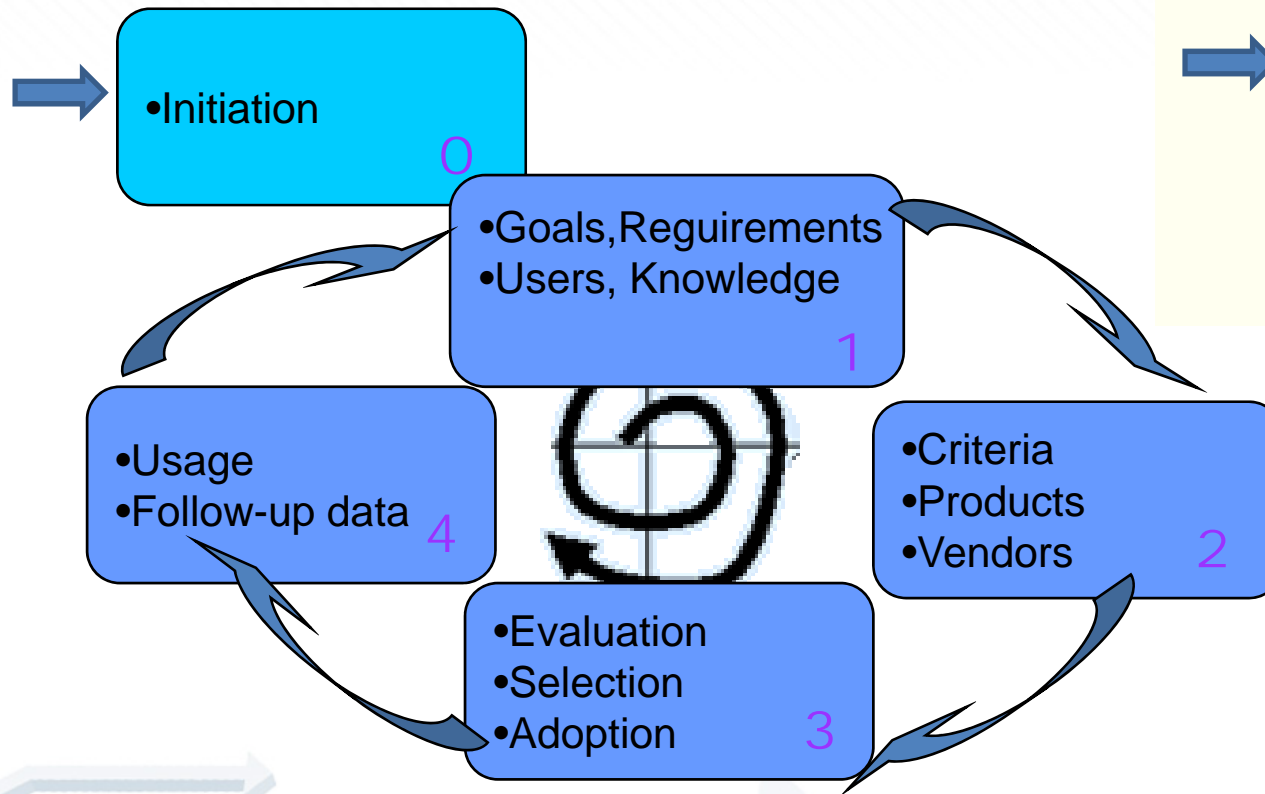 •Initiation
0
•Goals,Reguirements
•Users, Knowledge
1
•Criteria
•Products
•Vendors
2
•Evaluation
•Selection
•Adoption
3
•Usage
•Follow-up data
4